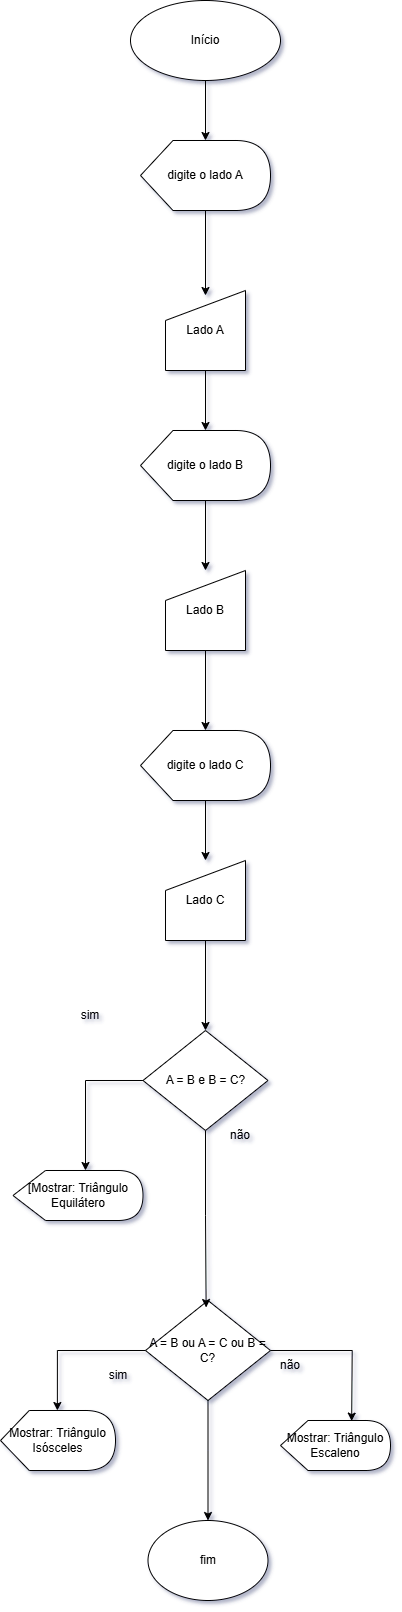 Início
digite o lado A
Lado A
digite o lado B
Lado B
digite o lado C
Lado C
sim
A = B e B = C?
não
[Mostrar: Triângulo
Equilátero
A = B ou A = C ou B =
C?
sim
não
Mostrar: Triângulo
Isósceles
Mostrar: Triângulo
Escaleno
fim